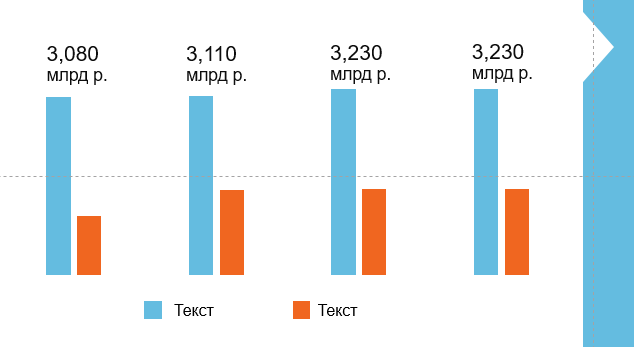 3,080
млрд р.
3,110
млрд р.
3,230
млрд р.
3,230
млрд р.
Текст
Текст